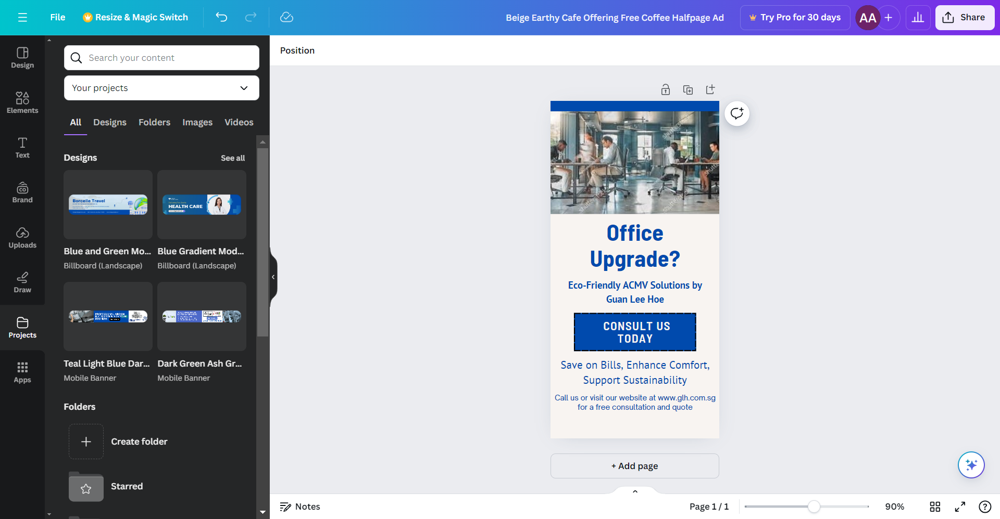 File
Resize & Magic Switch
Beige Earthy Cafe Offering Free Coffee Halfpage Ad
Try Pro for 30 days
AA
Share
Design
Elements
Text
Brand
Uploads
Draw
Projects
Apps
Search your content
Your projects
All Designs Folders Images Videos
Designs See all
Borcelle Travel
HEALTH CARE
Blue and Green Mo... Blue Gradient Mod...
Billboard (Landscape) Billboard (Landscape)
PROFESSIONAL AIRCON
INSTALLATION FOR YOUR
BUSINESS
Teal Light Blue Dar... Dark Green Ash Gr...
Mobile Banner Mobile Banner
Folders
Create folder
Starred
Position
Office
Upgrade?
Eco-Friendly ACMV Solutions by
Guan Lee Hoe
CONSULT US
TODAY
Save on Bills, Enhance Comfort,
Support Sustainability
Call us or visit our website at www.glh.com.sg
for a free consultation and quote
+ Add page
Notes
Page 1 / 1
90%